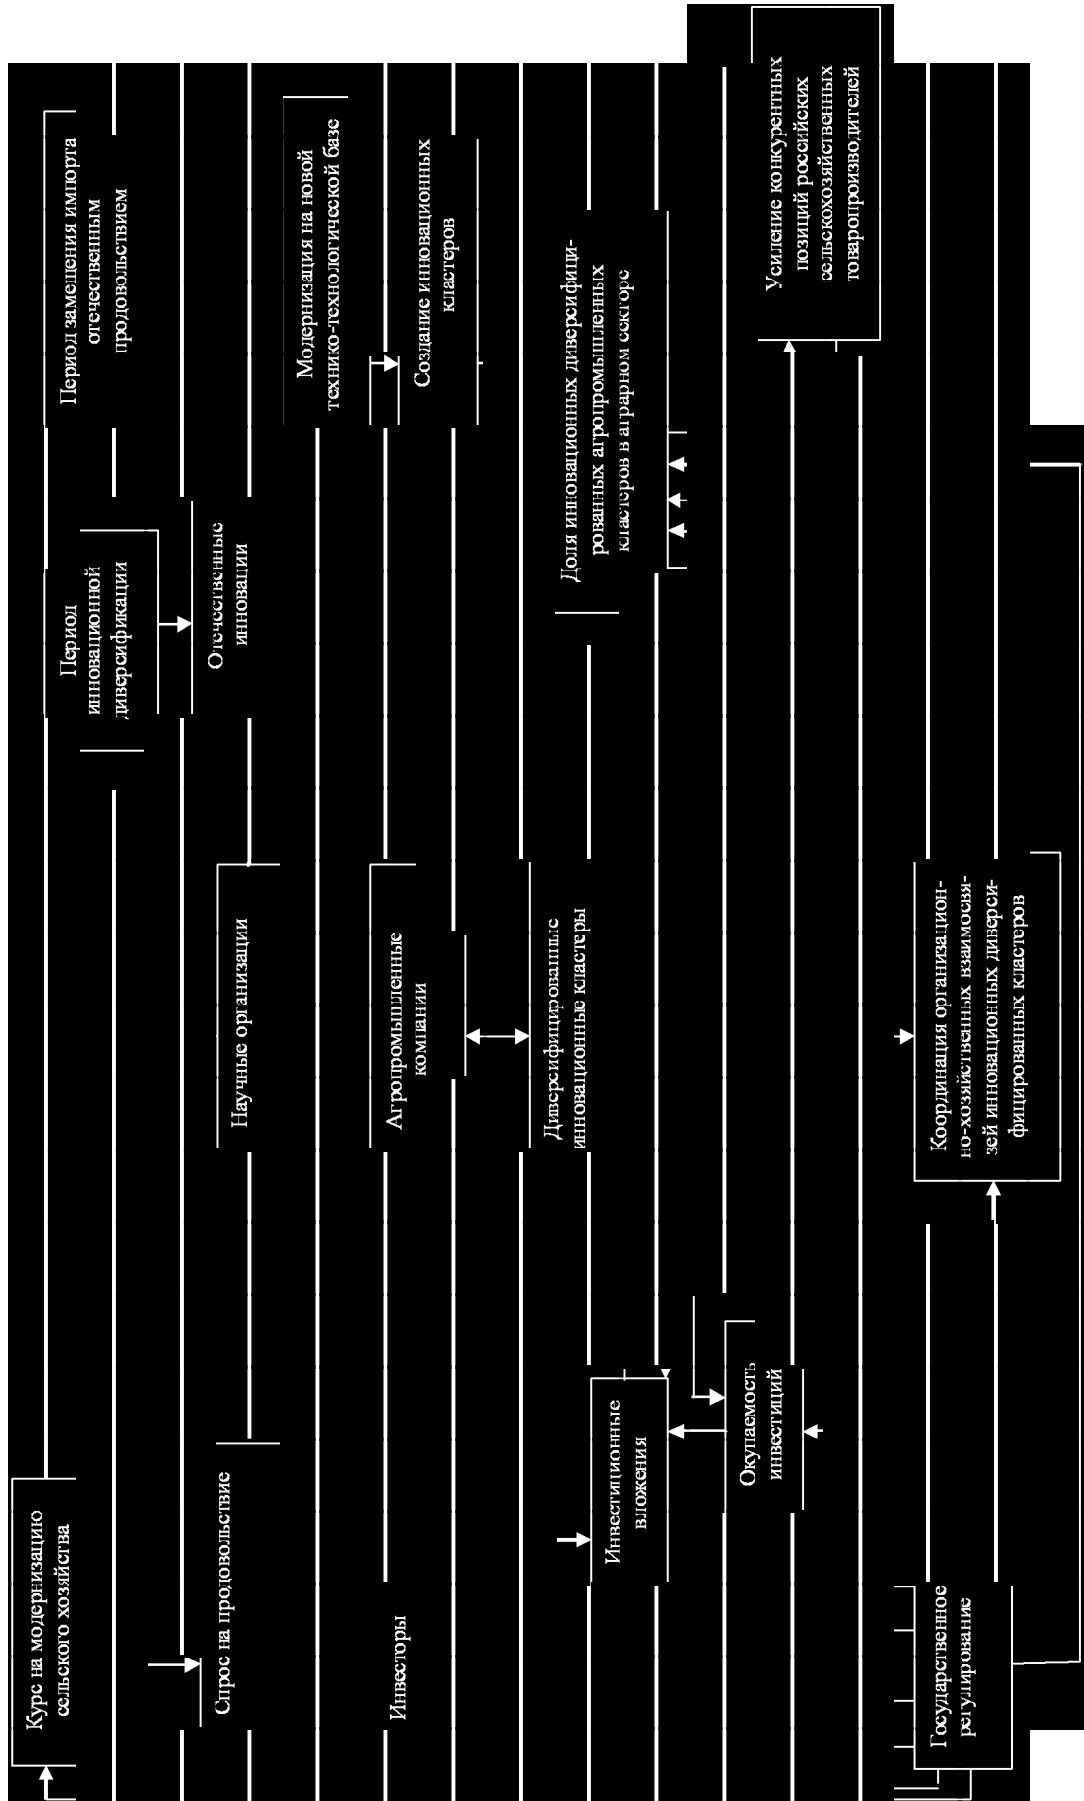 Курс на модернизацию
сельского хозяйства
Период
инновационной
диверсификации
Период замещения импорта
отечественным
продовольствием
Спрос на продовольствие
Научные организации
Отечественные
инновации
Модернизация на новой
технико-технологической базе
Инвесторы
Агропромышленные
компании
Создание инновационных
кластеров
Диверсифицированные
инновационные кластеры
Доля инновационных диверсифици-
рованных агропромышленных
кластеров в аграрном секторе
Инвестиционные
вложения
Окупаемость
инвестиций
Усиление конкурентных
позиций российских
сельскохозяйственных
товаропроизводителей
Государственное
регулирование
Координация организацион-
но-хозяйственных взаимосвя-
зей инновационных диверси-
фицированных кластеров